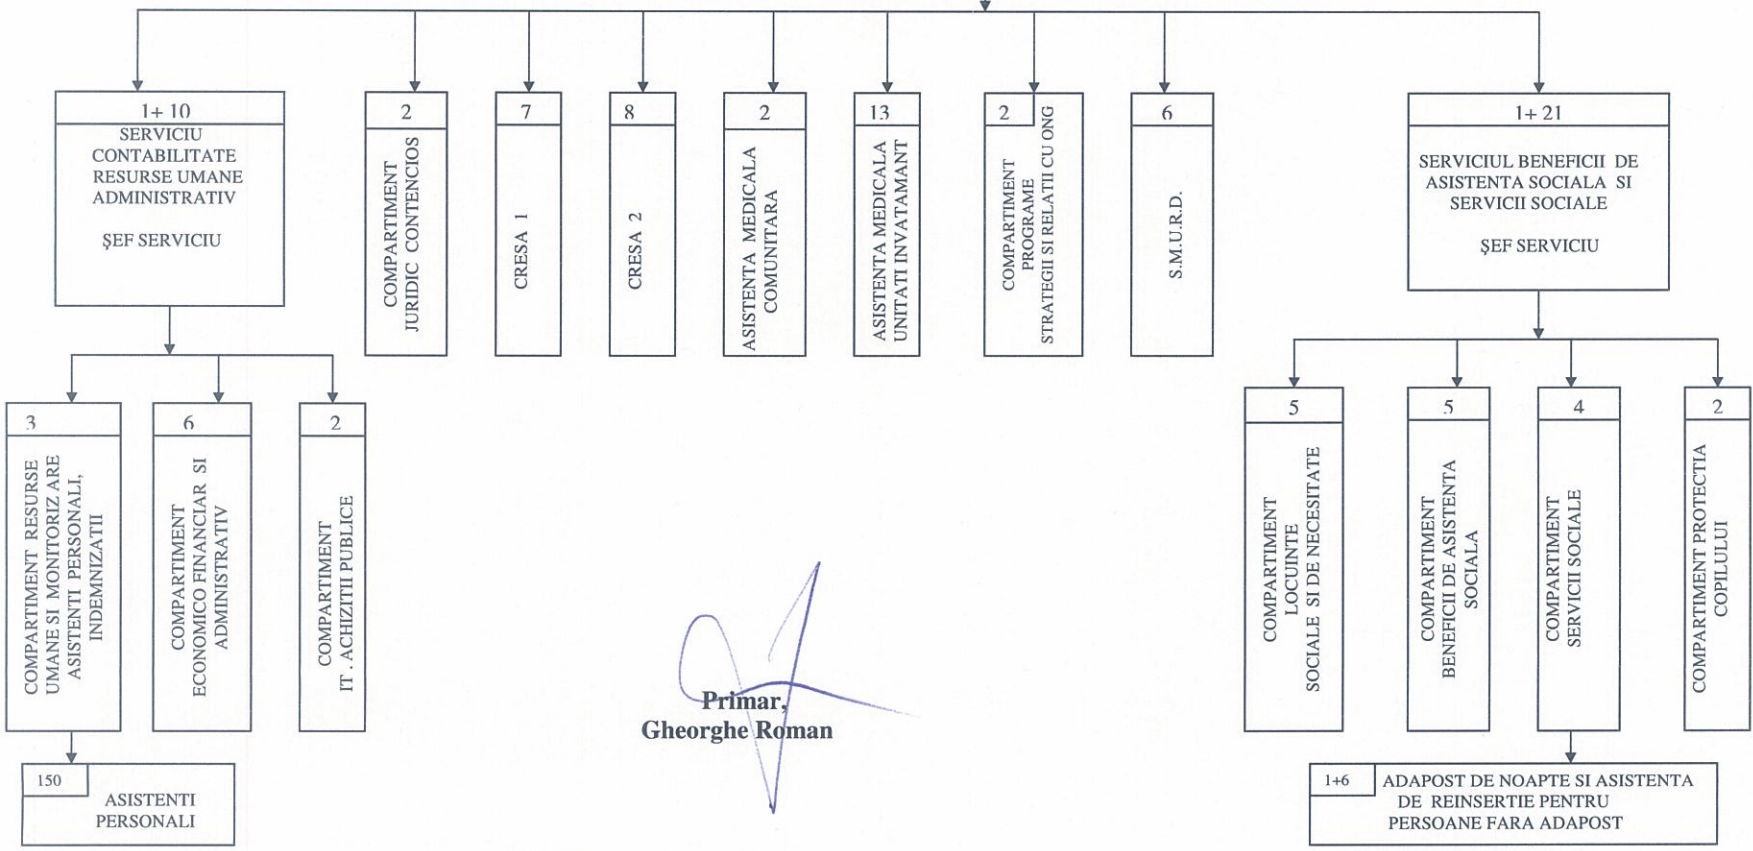 1+ 10
SERVICIU
CONTABILITATE
RESURSE UMANE
ADMINISTRATIV
ŞEF SERVICIU
2
COMPARTIMENT
JURIDIC CONTENCIOS
7
CRESA 1
8
CRESA 2
2
ASISTENTA MEDICALA
COMUNITARA
13
ASISTENTA MEDICALA
UNITATI INVATAMANT
2
COMPARTIMENT
PROGRAME
STRATEGII SI RELATII CU ONG
6
S.M.U.R.D.
1+ 21
SERVICIUL BENEFICII DE
ASISTENTA SOCIALA SI
SERVICII SOCIALE
ŞEF SERVICIU
3
COMPARTIMENT RESURSE
UMANE SI MONITORIZ ARE
ASISTENTI PERSONALI,
INDEMNIZATII
6
COMPARTIMENT
ECONOMICO FINANCIAR SI
ADMINISTRATIV
2
COMPARTIMENT
IT . ACHIZITII PUBLICE
5
COMPARTIMENT
LOCUINTE
SOCIALE SI DE NECESITATE
5
COMPARTIMENT
BENEFICII DE ASISTENTA
SOCIALA
4
COMPARTIMENT
SERVICII SOCIALE
2
COMPARTIMENT PROTECTIA
COPILULUI
150
ASISTENTI
PERSONALI
Primar,
Gheorghe Roman
1+6
ADAPOST DE NOAPTE SI ASISTENTA
DE REINSERTIE PENTRU
PERSOANE FARA ADAPOST